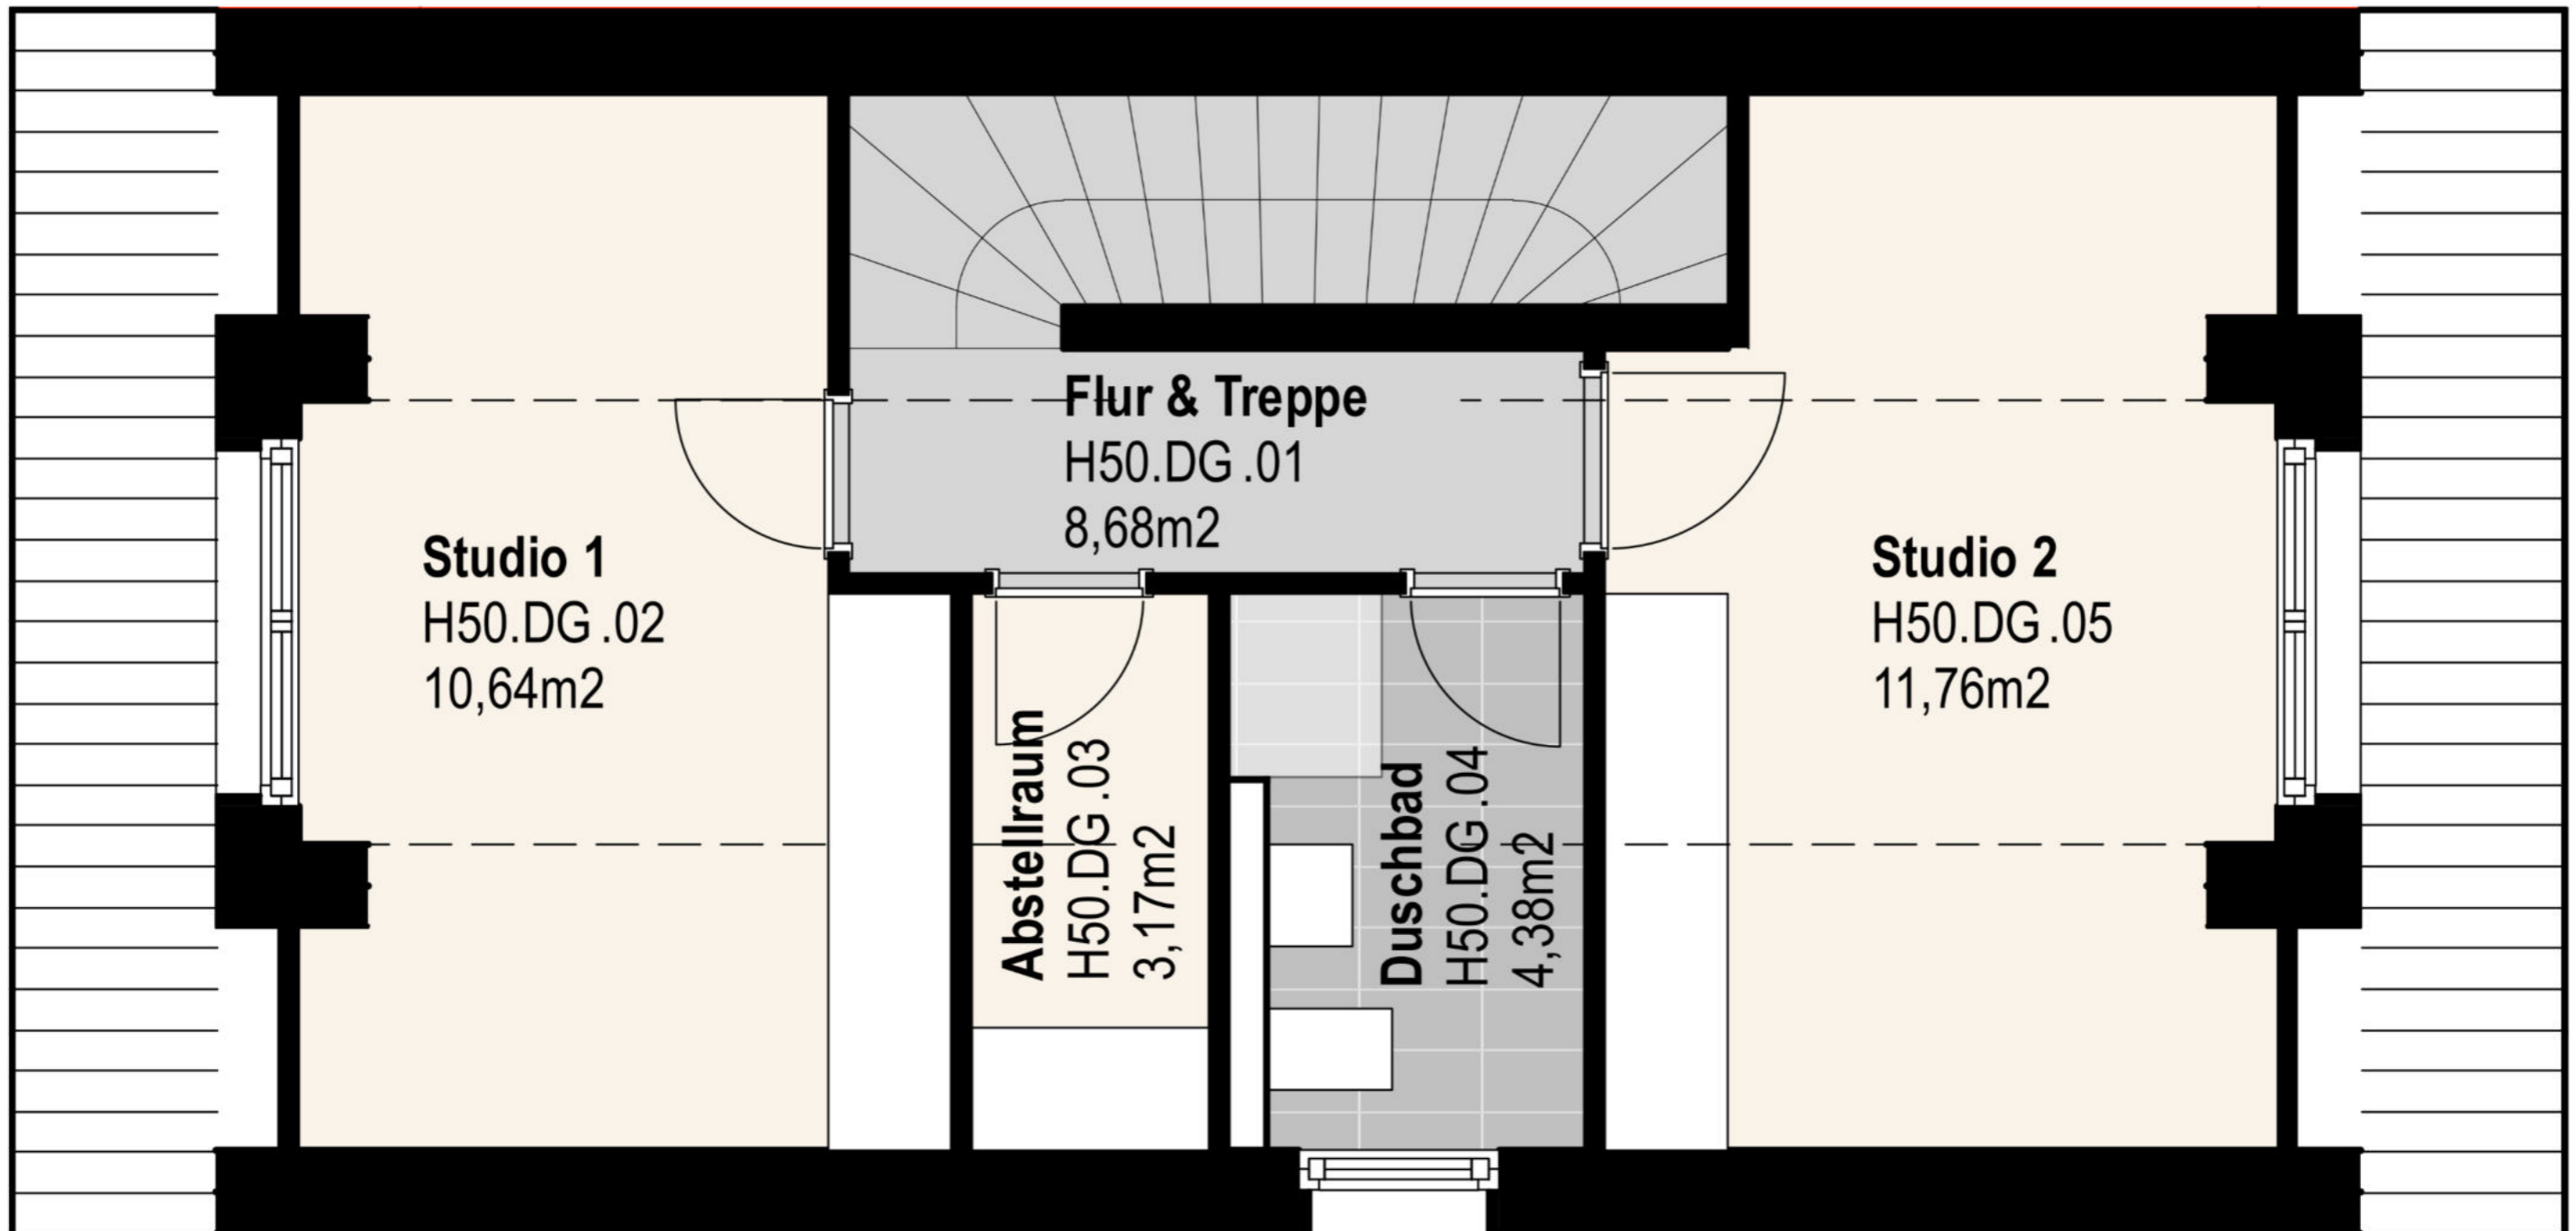 Flur & Treppe
H50.DG.01
8,68m2
Studio 1
H50.DG.02
10,64m2
Studio 2
H50.DG.05
11,76m2
Abstellraum
H50.DG.03
3,17m2
Duschbad
H50.DG.04
4,38m2